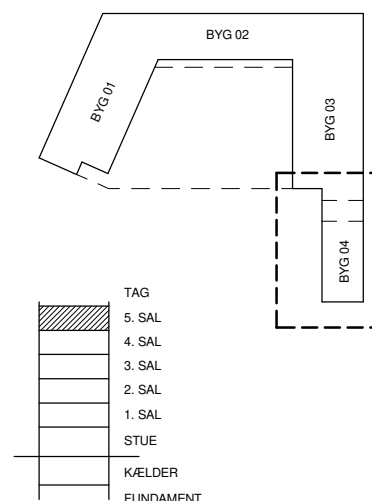 BYG 02
BYG 01
BYG 03
BYG 04
TAG
5. SAL
4. SAL
3. SAL
2. SAL
1. SAL
STUE
KÆLDER
FUNDAMENT